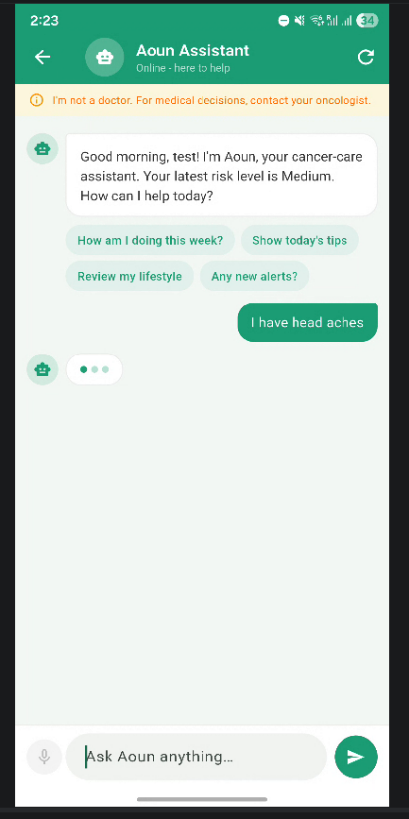 2:23
34
Aoun Assistant
Online - here to help
I'm not a doctor. For medical decisions, contact your oncologist.
Good morning, test! I'm Aoun, your cancer-care
assistant. Your latest risk level is Medium.
How can I help today?
How am I doing this week?
Show today's tips
Review my lifestyle
Any new alerts?
I have head aches
Ask Aoun anything...